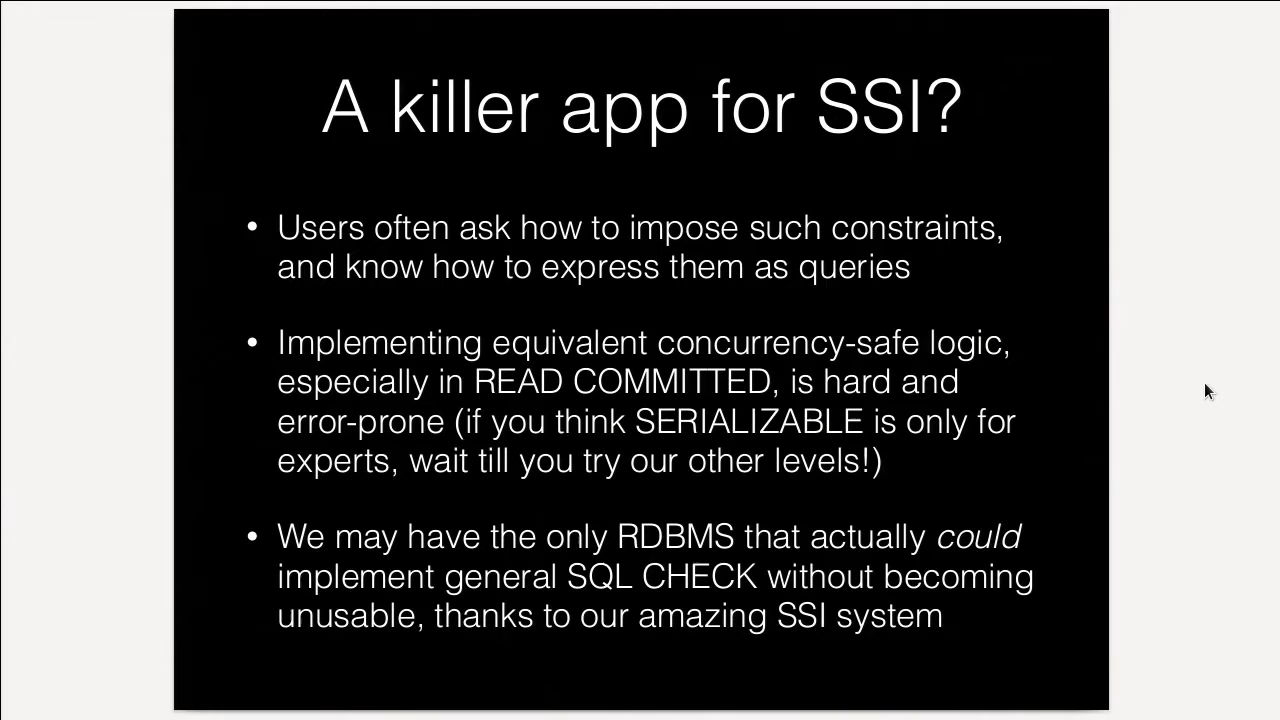 A killer app for SSI?
• Users often ask how to impose such constraints,
and know how to express them as queries
• Implementing equivalent concurrency-safe logic,
especially in READ COMMITTED, is hard and
error-prone (if you think SERIALIZABLE is only for
experts, wait till you try our other levels!)
• We may have the only RDBMS that actually could
implement general SQL CHECK without becoming
unusable, thanks to our amazing SSI system